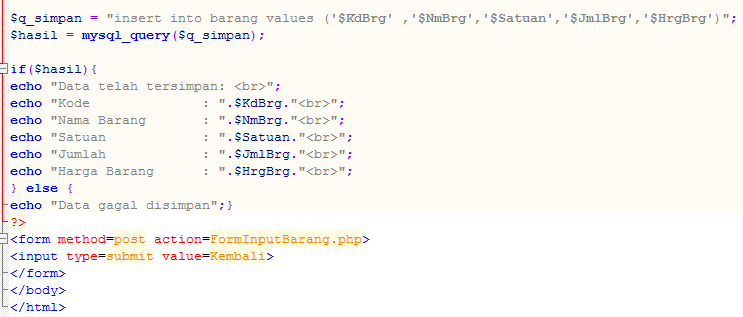 $q_simpan = "insert into barang values ('$KdBrg' ,'$NmBrg','$Satuan','$JmlBrg','$HrgBrg')";
$hasil = mysql_query($q_simpan);
if($hasil){
echo "Data telah tersimpan: <br>";
echo "Kode : ".$KdBrg."<br>";
echo "Nama Barang : ".$NmBrg."<br>";
echo "Satuan : ".$Satuan."<br>";
echo "Jumlah : ".$JmlBrg."<br>";
echo "Harga Barang : ".$HrgBrg."<br>";
} else {
echo "Data gagal disimpan";}
?>
<form method=post action=FormInputBarang.php>
<input type=submit value=Kembali>
</form>
</body>
</html>